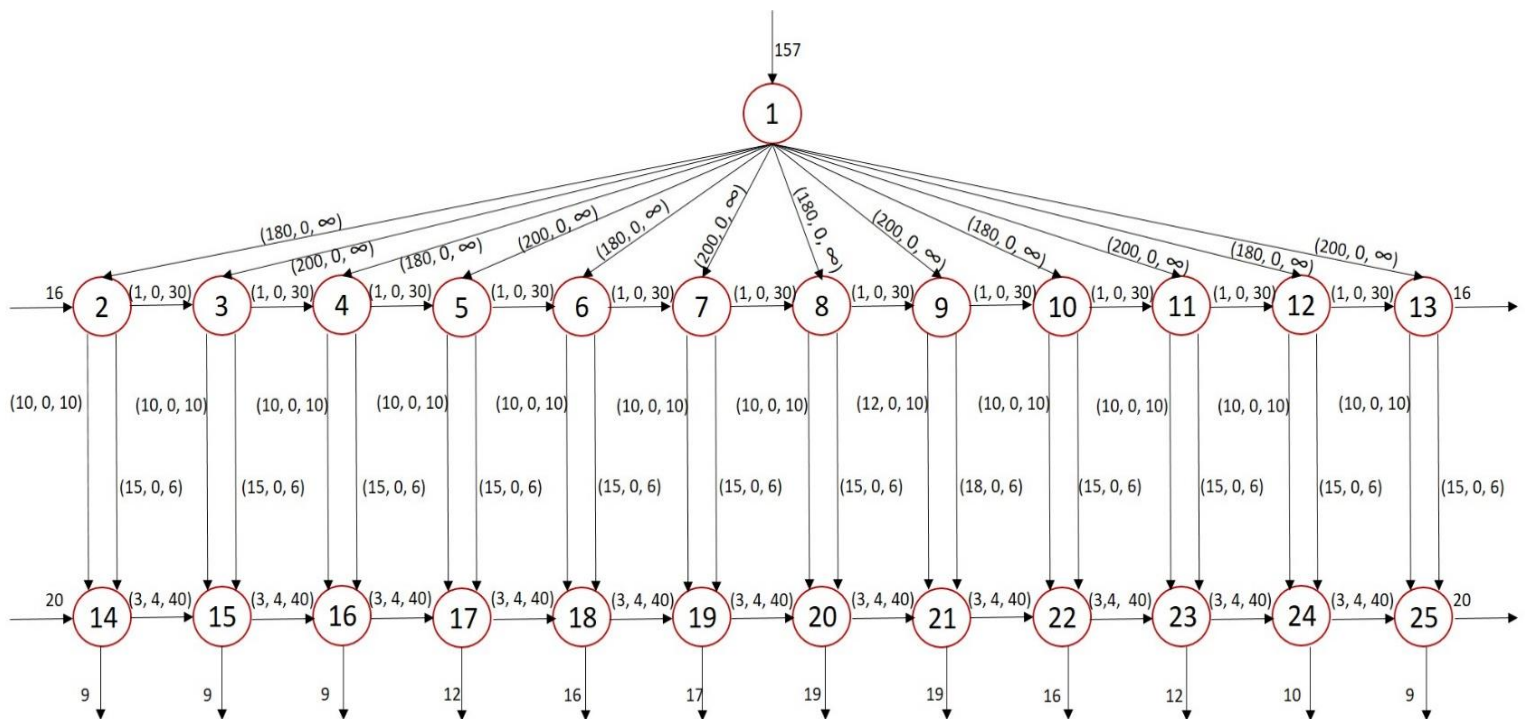 157
1
(180, 0, ∞)
(200, 0, ∞)
(180, 0, ∞)
(200, 0, ∞)
(180, 0, ∞)
(200, 0, ∞)
(180, 0, ∞)
(200, 0, ∞)
(180, 0, ∞)
(200, 0, ∞)
(180, 0, ∞)
(200, 0, ∞)
16 2 (1, 0, 30) 3 (1, 0, 30) 4 (1, 0, 30) 5 (1, 0, 30) 6 (1, 0, 30) 7 (1, 0, 30) 8 (1, 0, 30) 9 (1, 0, 30) 10 (1, 0, 30) 11 (1, 0, 30) 12 (1, 0, 30) 13 16
(10, 0, 10) (10, 0, 10) (10, 0, 10) (10, 0, 10) (10, 0, 10) (10, 0, 10) (10, 0, 10) (12, 0, 10) (10, 0, 10) (10, 0, 10) (10, 0, 10) (10, 0, 10)
(15, 0, 6) (15, 0, 6) (15, 0, 6) (15, 0, 6) (15, 0, 6) (15, 0, 6) (15, 0, 6) (18, 0, 6) (15, 0, 6) (15, 0, 6) (15, 0, 6) (15, 0, 6)
20 14 (3, 4, 40) 15 (3, 4, 40) 16 (3, 4, 40) 17 (3, 4, 40) 18 (3, 4, 40) 19 (3, 4, 40) 20 (3, 4, 40) 21 (3, 4, 40) 22 (3,4, 40) 23 (3, 4, 40) 24 (3, 4, 40) 25 20
9 9 9 12 16 17 19 19 16 12 10 9